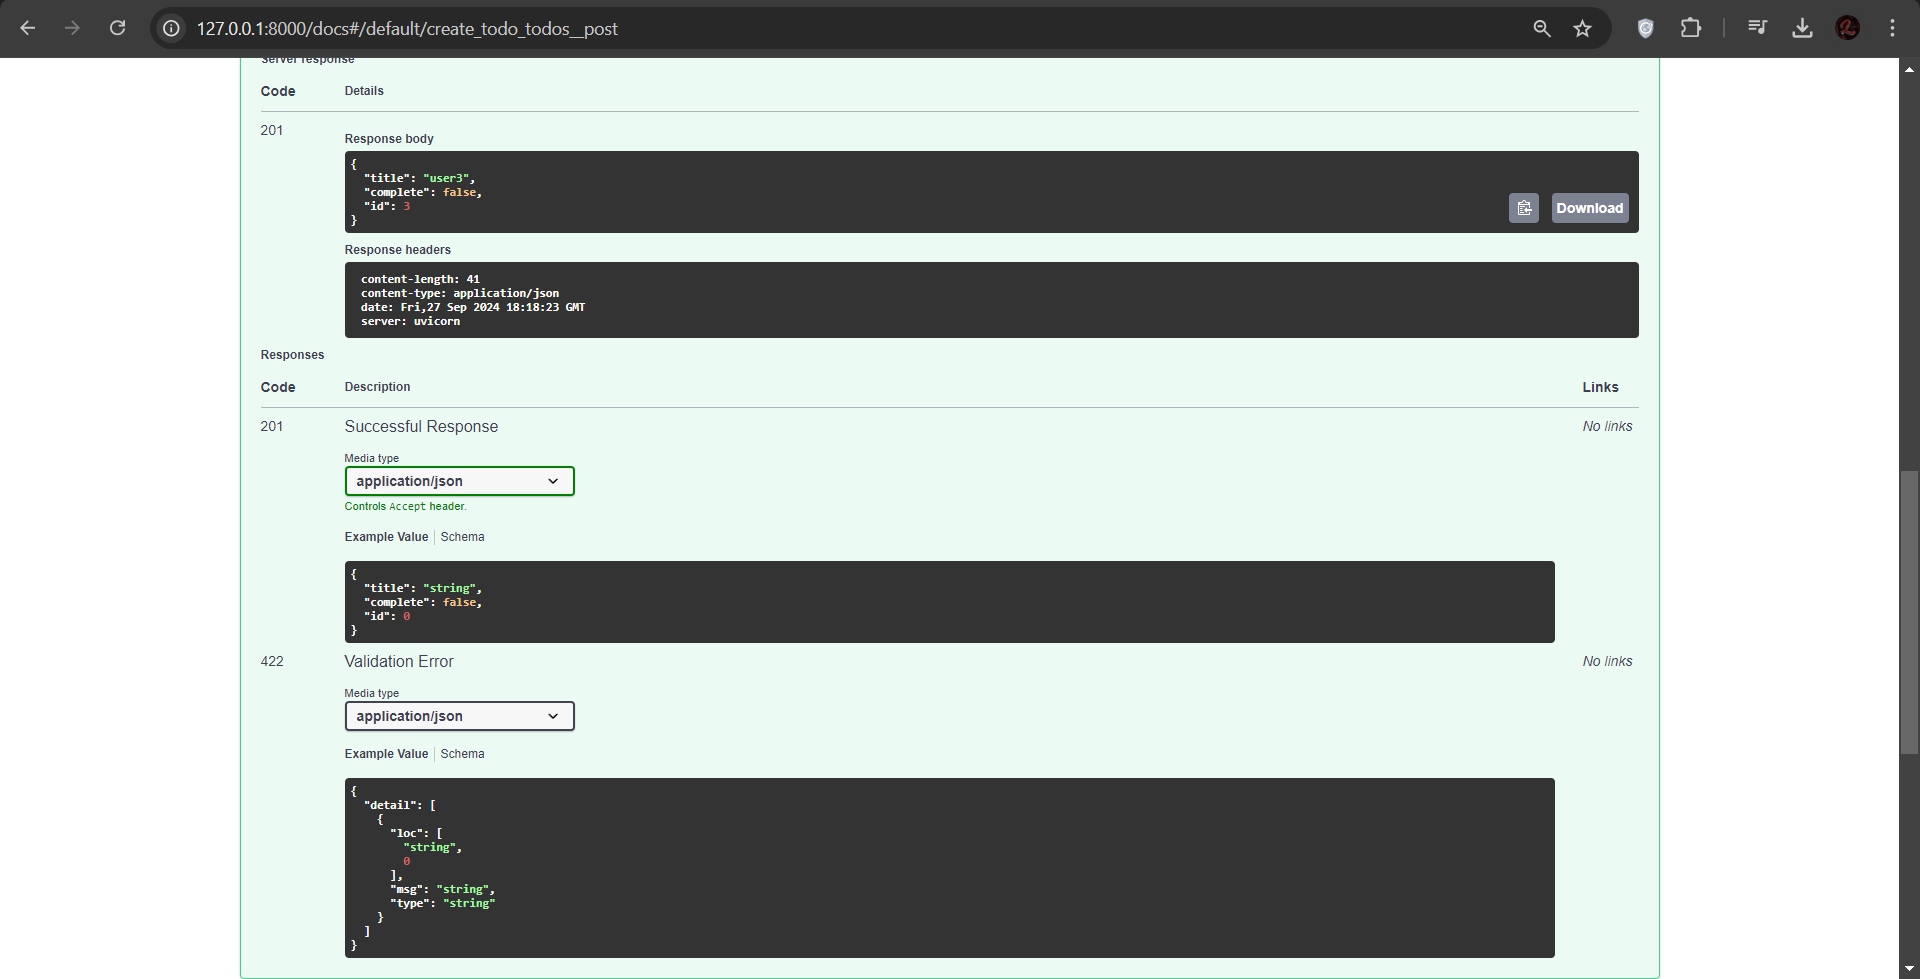 127.0.0.1:8000/docs#/default/create_todo_todos__post
Server response
Code Details
201
Response body
{
"title": "user3",
"complete": false,
"id": 3
}
Download
Response headers
content-length: 41
content-type: application/json
date: Fri,27 Sep 2024 18:18:23 GMT
server: uvicorn
Responses
Code Description Links
201 Successful Response No links
Media type
application/json
Controls Accept header.
Example Value Schema
{
"title": "string",
"complete": false,
"id": 0
}
422 Validation Error No links
Media type
application/json
Example Value Schema
{
"detail": [
{
"loc": [
"string",
0
],
"msg": "string",
"type": "string"
}
]
}